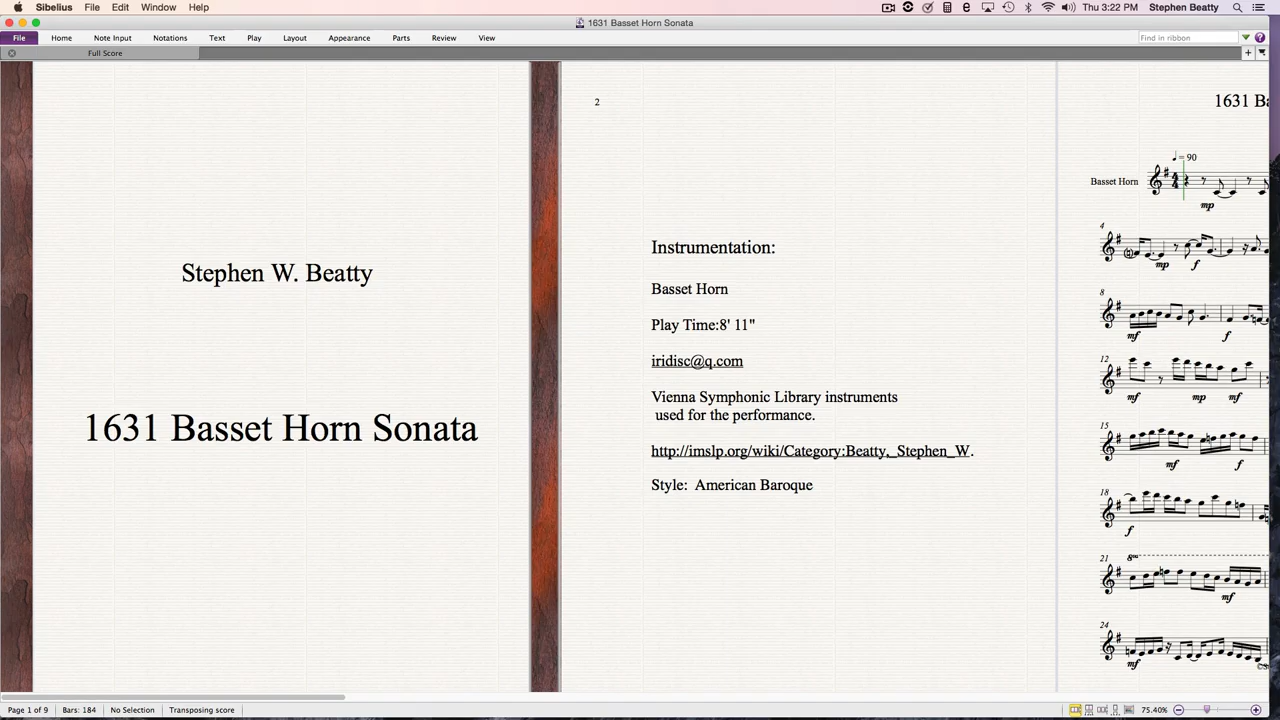 Sibelius File Edit Window Help
Thu 3:22 PM Stephen Beatty
1631 Basset Horn Sonata
File Home Note Input Notations Text Play Layout Appearance Parts Review View
Find in ribbon
Full Score
Stephen W. Beatty
1631 Basset Horn Sonata
2
Instrumentation:
Basset Horn
Play Time:8' 11"
iridisc@q.com
Vienna Symphonic Library instruments
used for the performance.
http://imslp.org/wiki/Category:Beatty,_Stephen_W.
Style: American Baroque
1631 Ba
= 90
Basset Horn
mp
4
mp f
8
mf f
12
mf mp mf
15
mf f
18
f
21
8va
mf
24
mf
Page 1 of 9 Bars: 184 No Selection Transposing score
75.40%